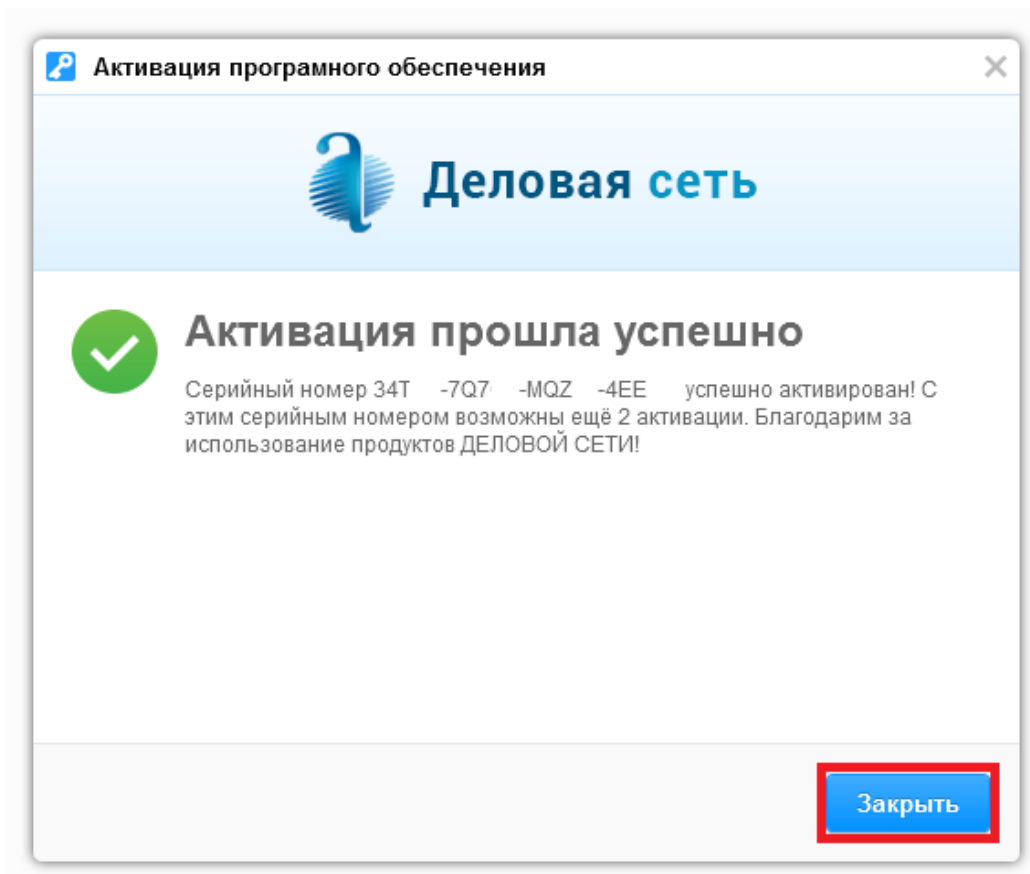 Активация програмного обеспечения
Деловая сеть
Активация прошла успешно
Серийный номер 34T -7Q7 -MQZ -4EE успешно активирован! С
этим серийным номером возможны ещё 2 активации. Благодарим за
использование продуктов ДЕЛОВОЙ СЕТИ!
Закрыть